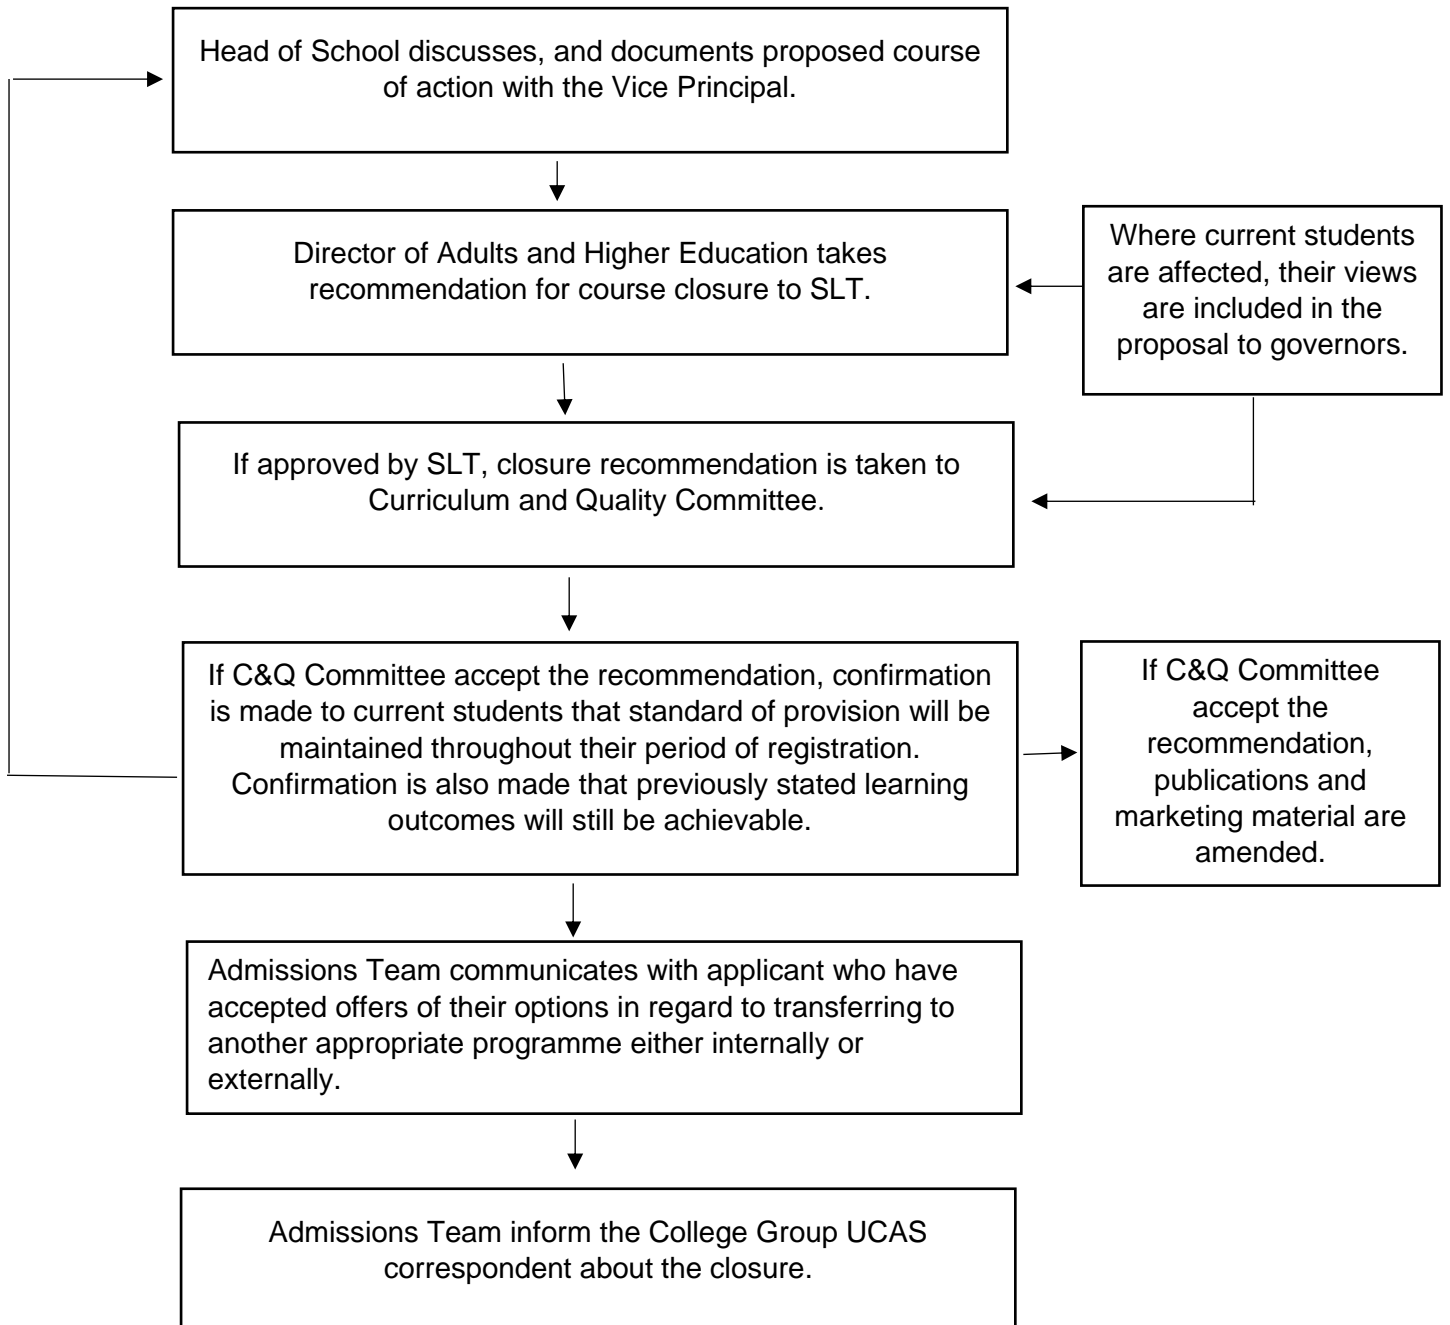 Head of School discusses, and documents proposed course
of action with the Vice Principal.
Director of Adults and Higher Education takes
recommendation for course closure to SLT.
Where current students
are affected, their views
are included in the
proposal to governors.
If approved by SLT, closure recommendation is taken to
Curriculum and Quality Committee.
If C&Q Committee accept the recommendation, confirmation
is made to current students that standard of provision will be
maintained throughout their period of registration.
Confirmation is also made that previously stated learning
outcomes will still be achievable.
If C&Q Committee
accept the
recommendation,
publications and
marketing material are
amended.
Admissions Team communicates with applicant who have
accepted offers of their options in regard to transferring to
another appropriate programme either internally or
externally.
Admissions Team inform the College Group UCAS
correspondent about the closure.